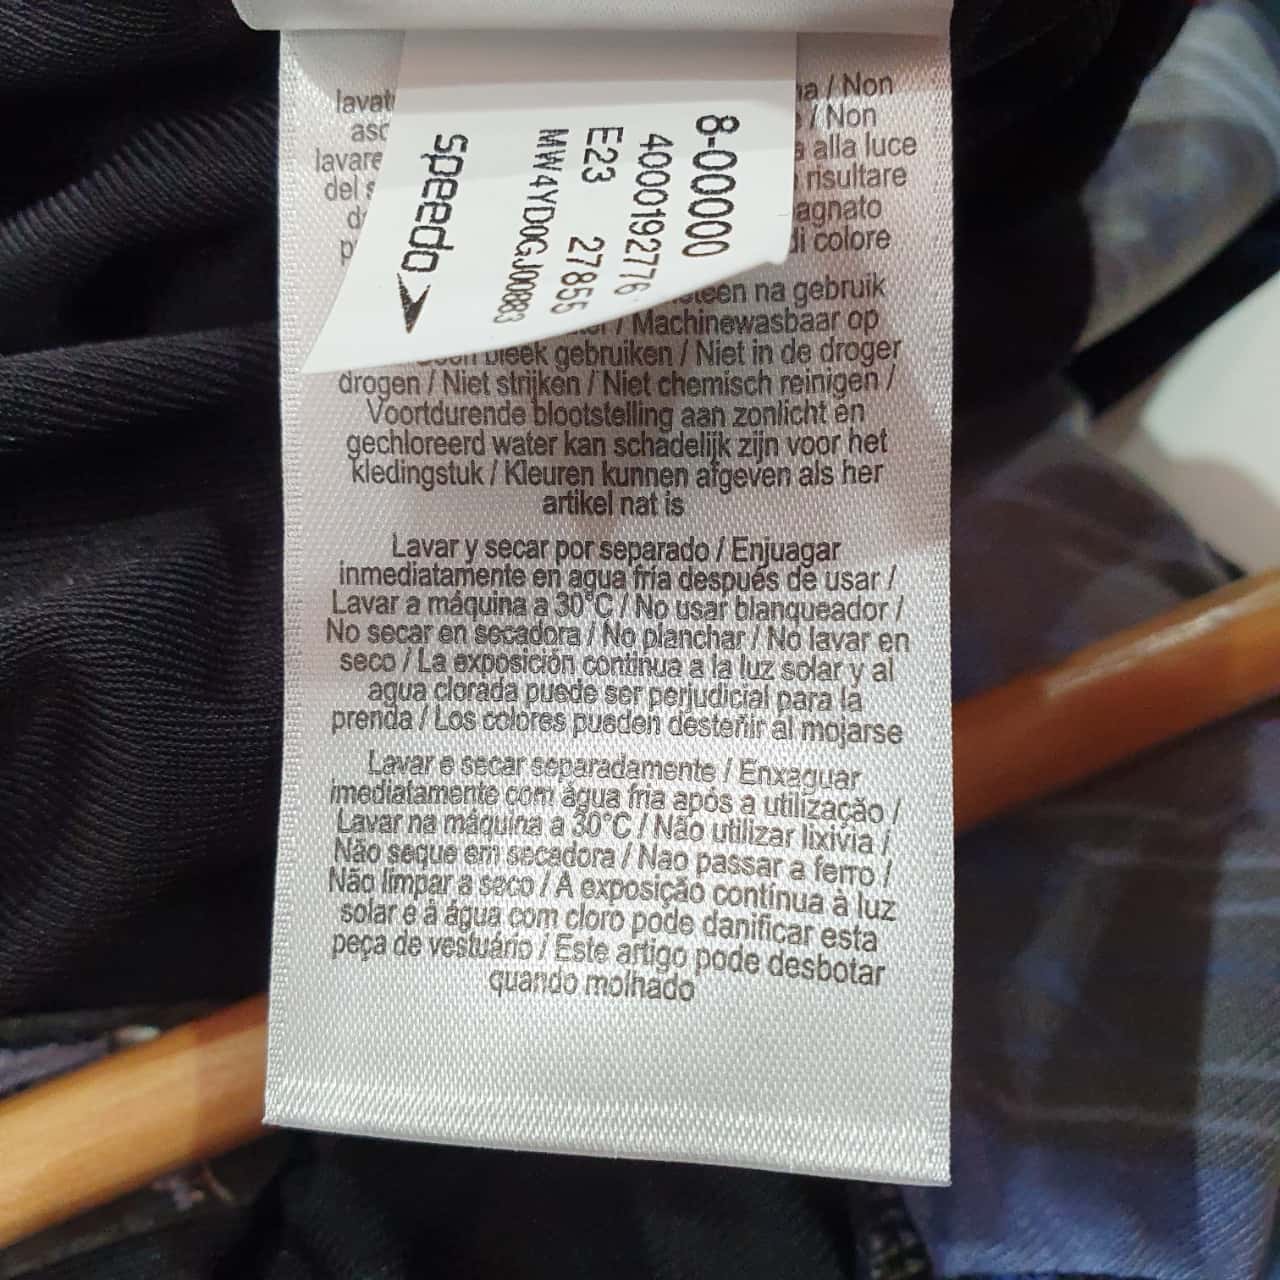 speedo
8-00000
4000192776
E23 27855
MW4YD0GJ00883
na / Non
/ Non
alla luce
lavare
risultare
del
agnato
di colore
na gebruik
/ Machinewasbaar op
bleek gebruiken / Niet in de droger
drogen / Niet strijken / Niet chemisch reinigen /
Voortdurende blootstelling aan zonlicht en
gechloreerd water kan schadelijk zijn voor het
kledingstuk / Kleuren kunnen afgeven als her
artikel nat is
Lavar y secar por separado / Enjuagar
inmediatamente en agua fría después de usar /
Lavar a máquina a 30°C / No usar blanqueador /
No secar en secadora / No planchar / No lavar en
seco / La exposición continua a la luz solar y al
agua clorada puede ser perjudicial para la
prenda / Los colores pueden desteñir al mojarse
Lavar e secar separadamente / Enxaguar
imediatamente com água fria após a utilização /
Lavar na máquina a 30°C / Não utilizar lixívia /
Não seque em secadora / Não passar a ferro /
Não limpar a seco / A exposição contínua à luz
solar e à água com cloro pode danificar esta
peça de vestuário / Este artigo pode desbotar
quando molhado